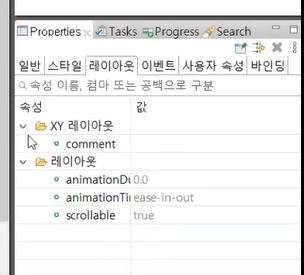 Properties Tasks Progress Search
일반 스타일 레이아웃 이벤트 사용자 속성 바인딩
속성 이름, 컴마 또는 공백으로 구분
속성 값
XY 레이아웃
comment
레이아웃
animationDu 0.0
animationTi ease-in-out
scrollable true